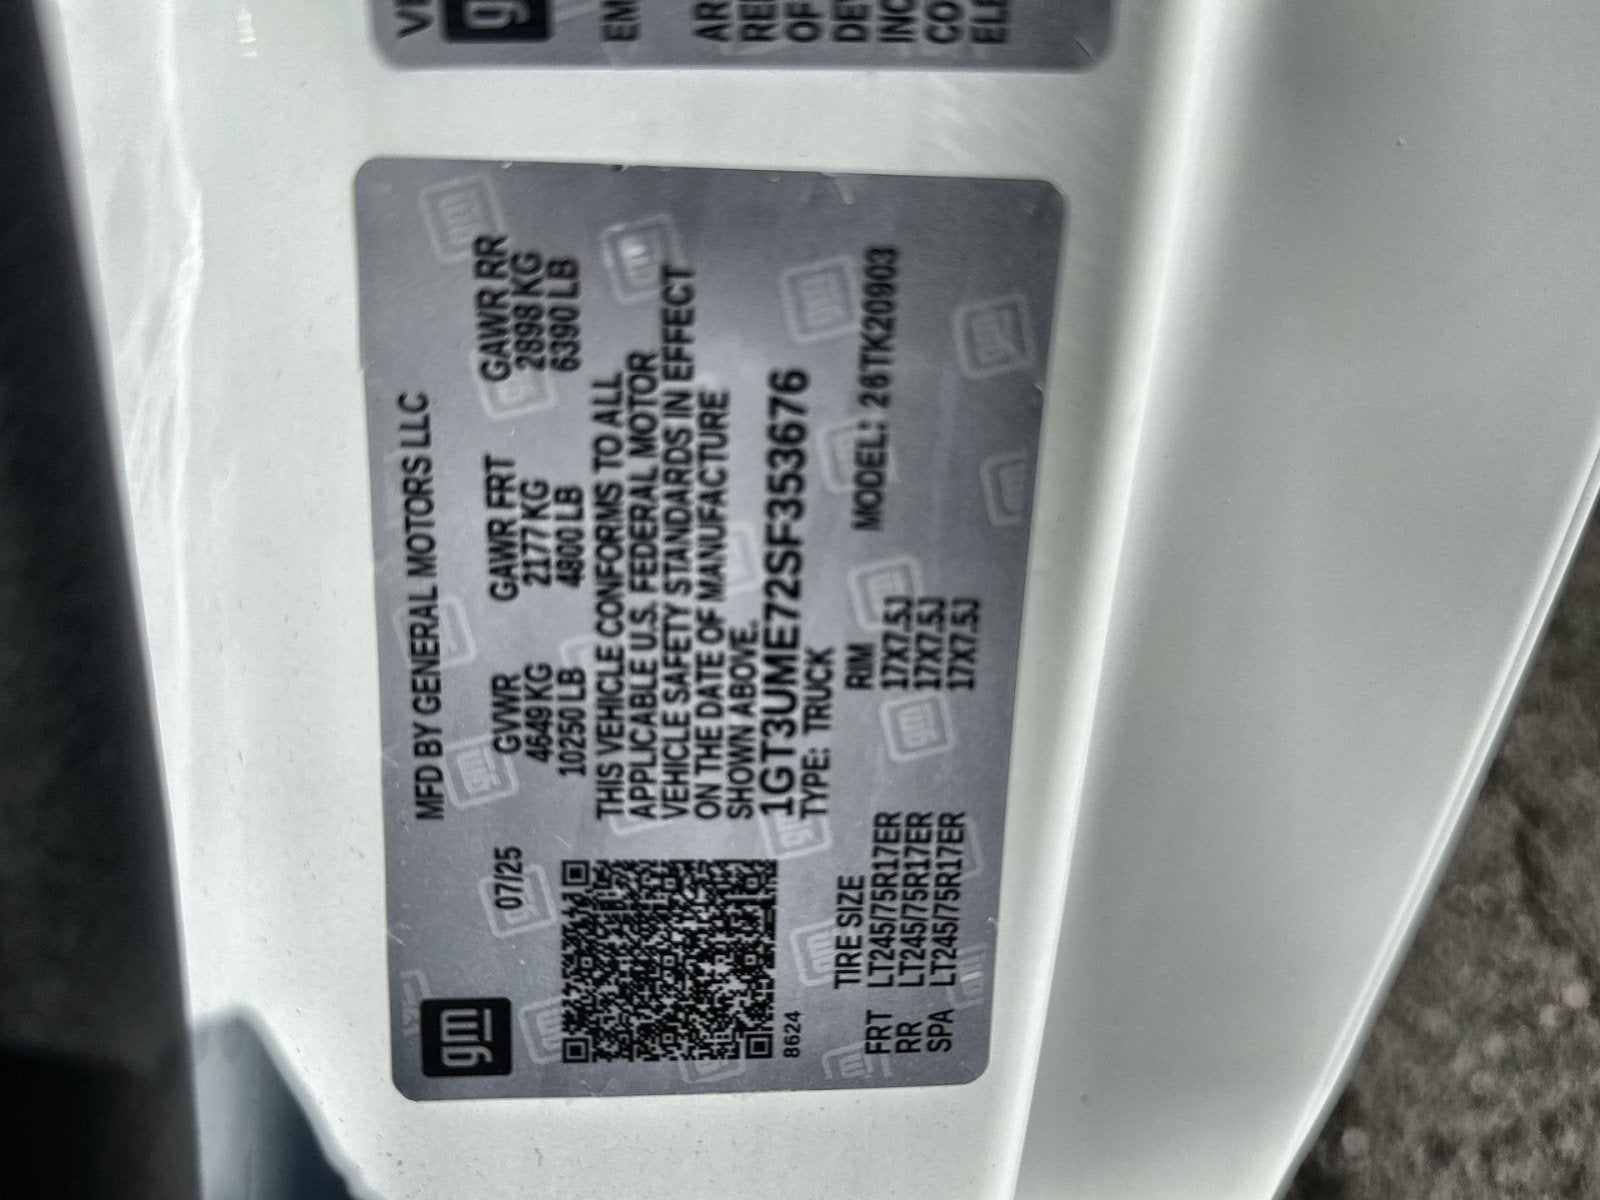 gm
MFD BY GENERAL MOTORS LLC
07/25
GVWR GAWR FRT GAWR RR
4649 KG 2177 KG 2898 KG
10250 LB 4800 LB 6390 LB
THIS VEHICLE CONFORMS TO ALL
APPLICABLE U.S. FEDERAL MOTOR
VEHICLE SAFETY STANDARDS IN EFFECT
ON THE DATE OF MANUFACTURE
SHOWN ABOVE.
1GT3UME72SF353676
TYPE: TRUCK
8624
MODEL: 26TK20903
TIRE SIZE RIM
FRT LT245/75R17ER 17X7.5J
RR LT245/75R17ER 17X7.5J
SPA LT245/75R17ER 17X7.5J